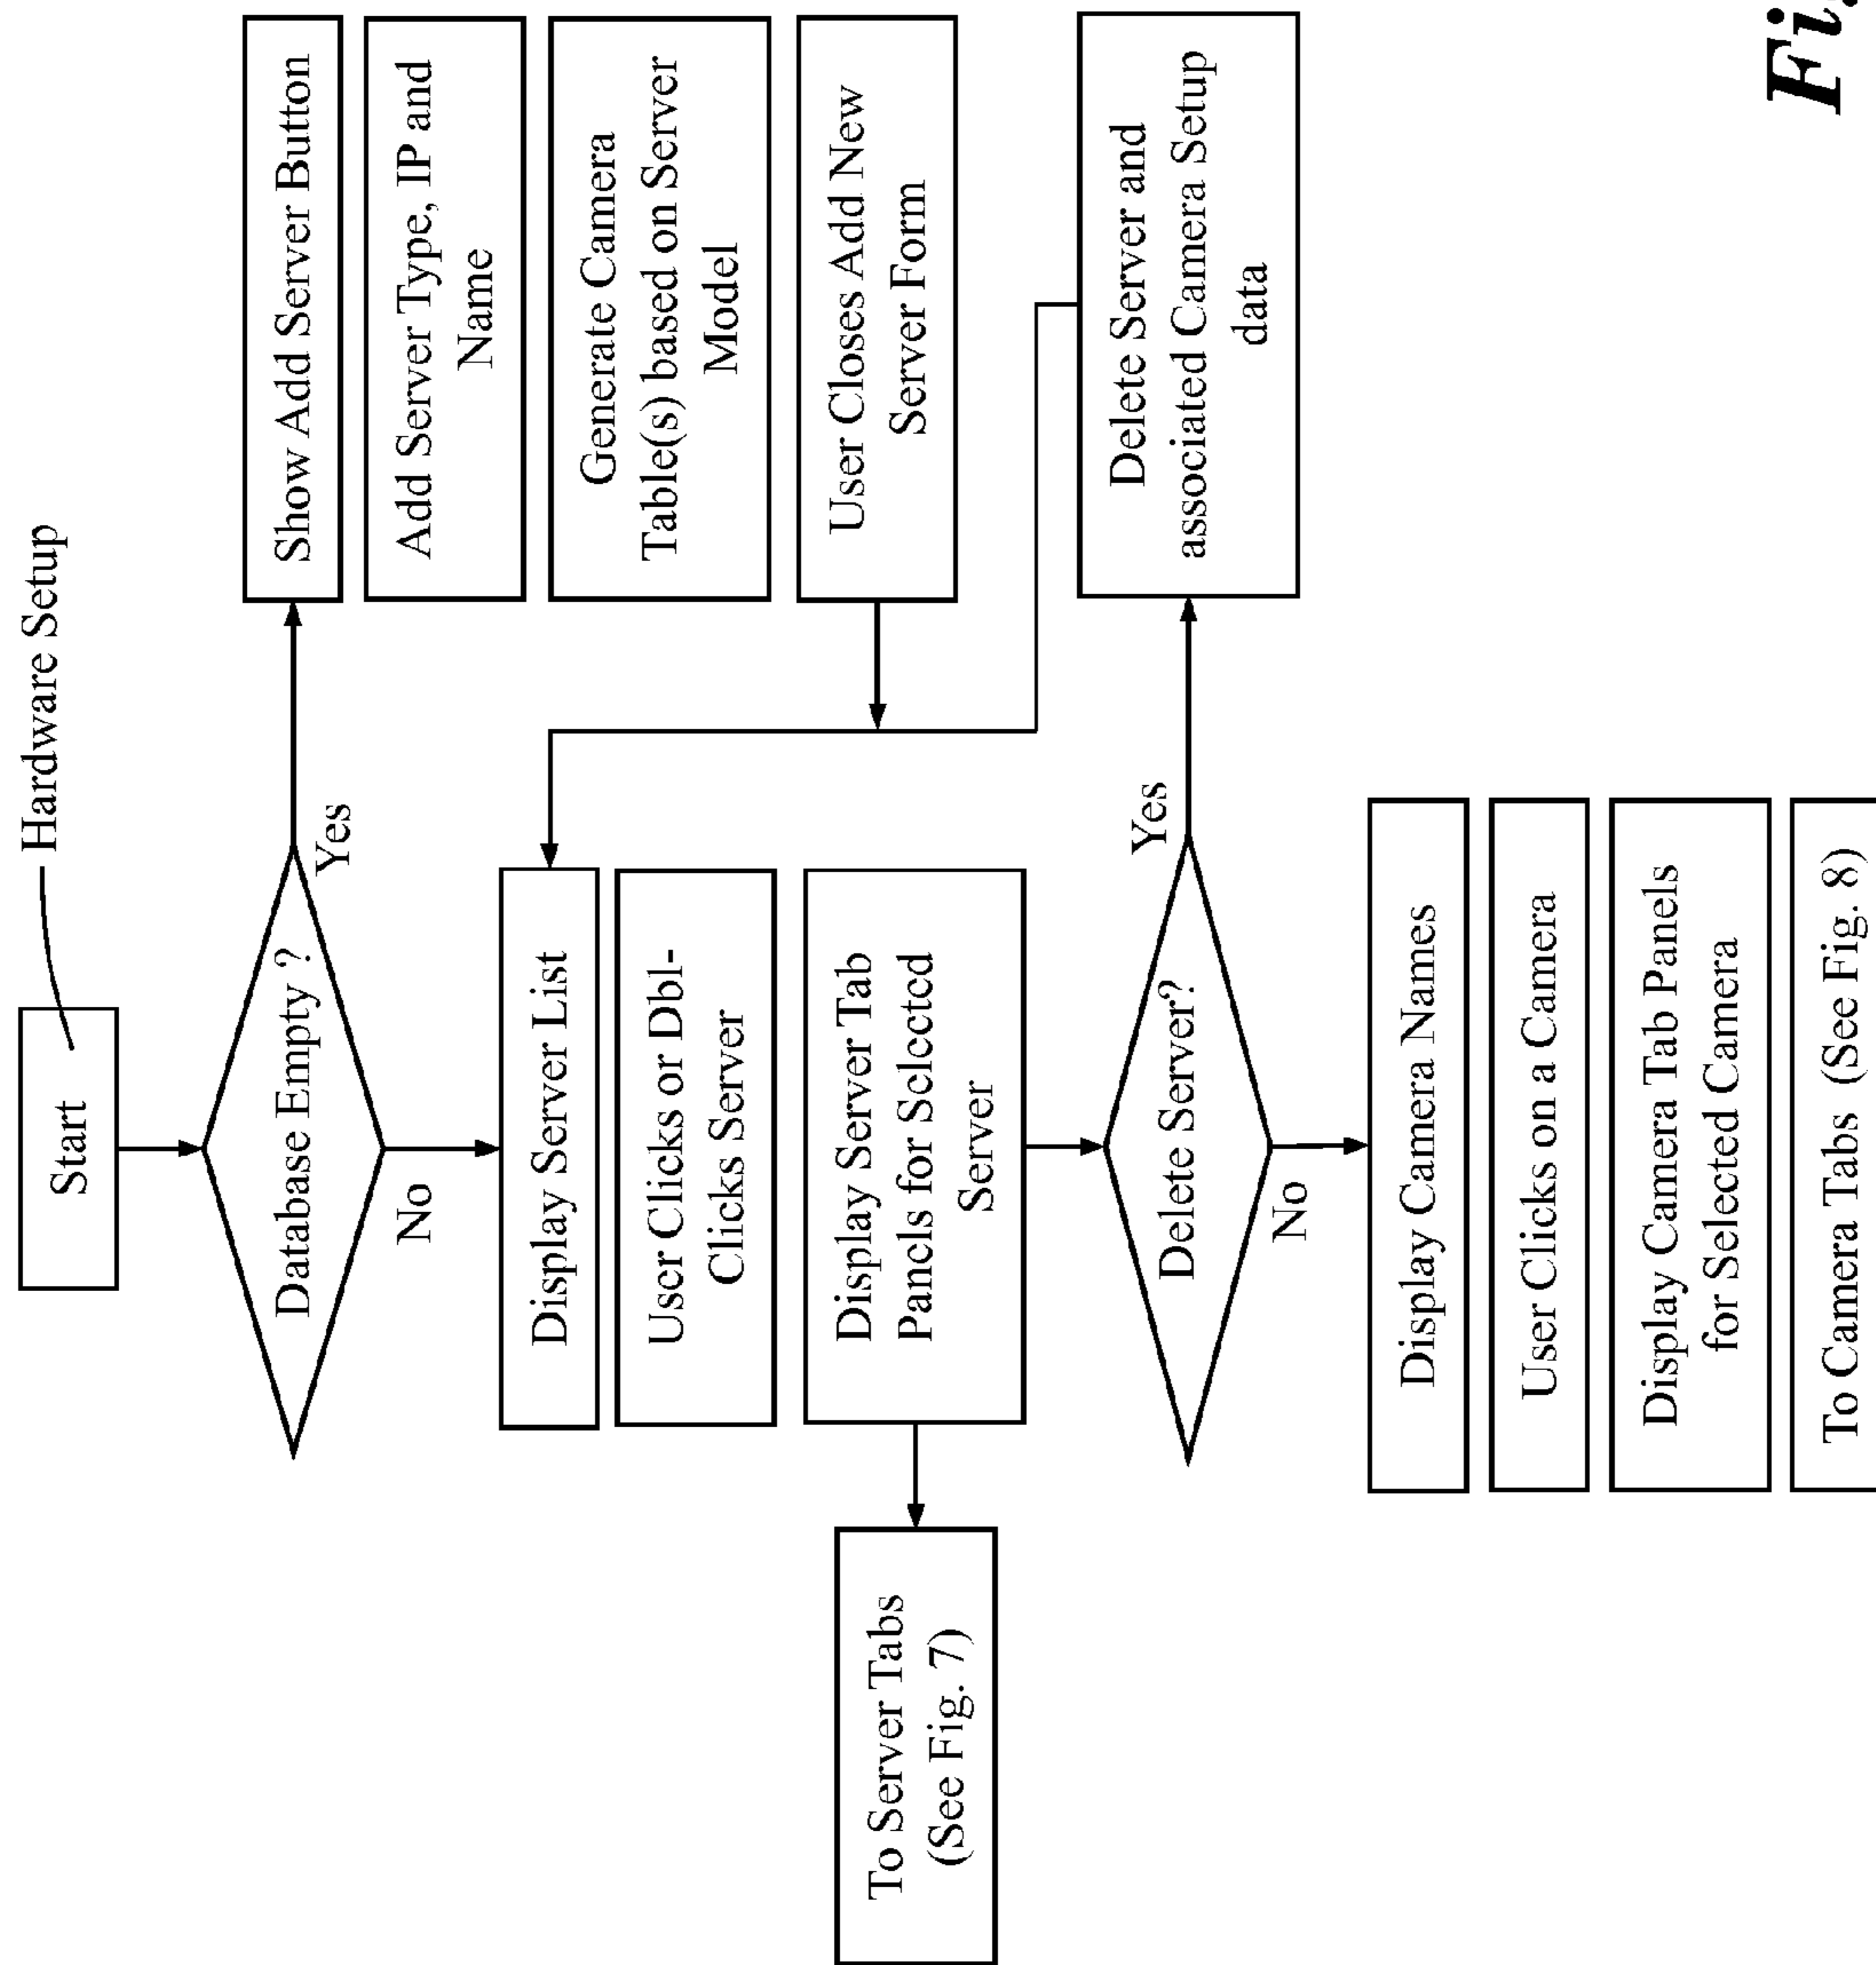 Hardware Setup
Start
Database Empty ?
Yes
No
Show Add Server Button
Add Server Type, IP and
Name
Generate Camera
Table(s) based on Server
Model
User Closes Add New
Server Form
Display Server List
User Clicks or Dbl-
Clicks Server
Display Server Tab
Panels for Selected
Server
To Server Tabs
(See Fig. 7)
Delete Server?
Yes
No
Delete Server and
associated Camera Setup
data
Display Camera Names
User Clicks on a Camera
Display Camera Tab Panels
for Selected Camera
To Camera Tabs (See Fig. 8)